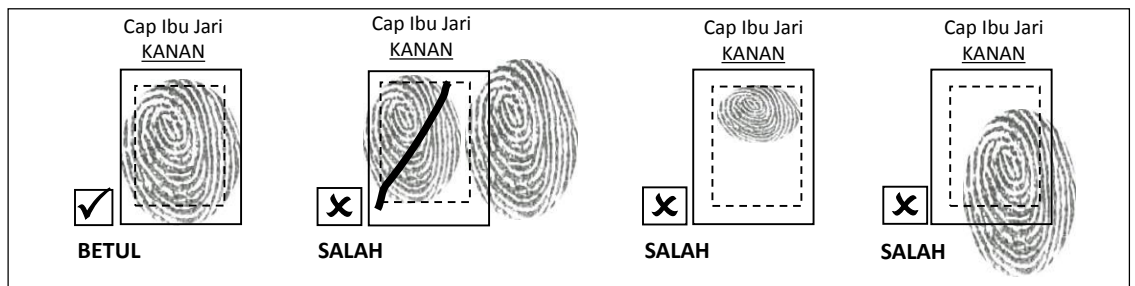 Cap Ibu Jari
KANAN
BETUL
Cap Ibu Jari
KANAN
SALAH
Cap Ibu Jari
KANAN
SALAH
Cap Ibu Jari
KANAN
SALAH